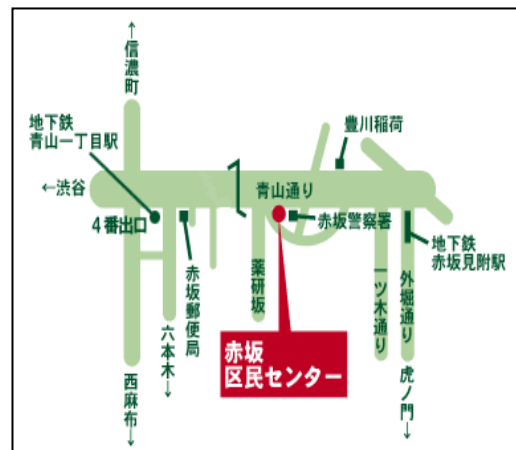 ↑信濃町
地下鉄
青山一丁目駅
豊川稲荷
←渋谷
青山通り
4番出口
赤坂警察署
地下鉄
赤坂見附駅
赤坂郵便局
薬研坂
一ツ木通り
外堀通り
六本木↓
赤坂
区民センター
西麻布↓
虎ノ門↓